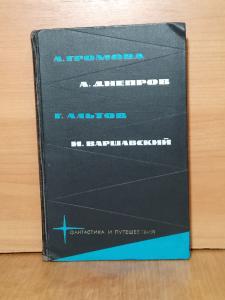 А. ГРОМОВА
А. ДНЕПРОВ
Г. АЛЬТОВ
И. ВАРШАВСКИЙ
ФАНТАСТИКА И ПУТЕШЕСТВИЯ